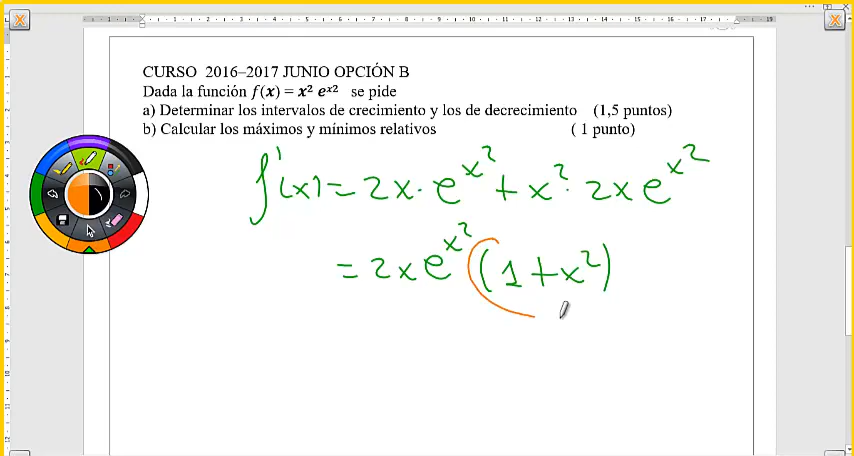 CURSO 2016–2017 JUNIO OPCIÓN B
Dada la función f(x) = x² eˣ² se pide
a) Determinar los intervalos de crecimiento y los de decrecimiento (1,5 puntos)
b) Calcular los máximos y mínimos relativos ( 1 punto)
f'(x) = 2x · e^x² + x² · 2x e^x²
= 2x e^x² (1 + x²)